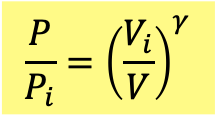 P/P_i = (V_i/V)^γ